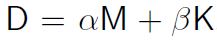 D = αM + βK